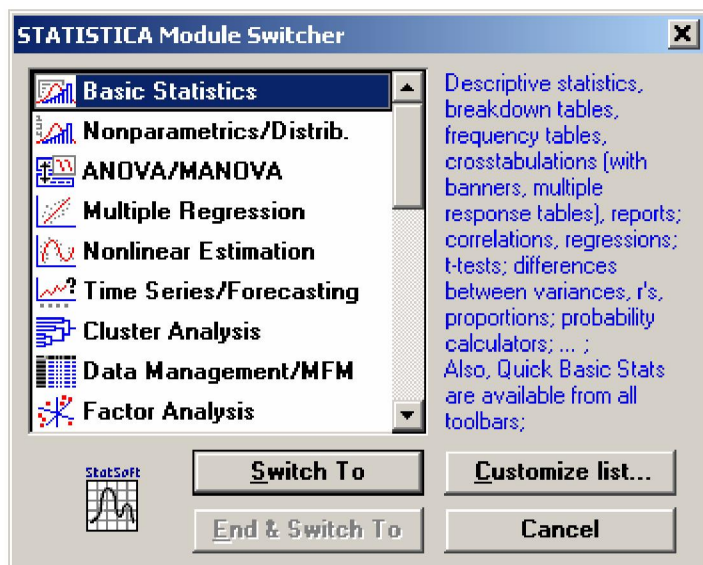 STATISTICA Module Switcher
Basic Statistics
Nonparametrics/Distrib.
ANOVA/MANOVA
Multiple Regression
Nonlinear Estimation
Time Series/Forecasting
Cluster Analysis
Data Management/MFM
Factor Analysis
Descriptive statistics,
breakdown tables,
frequency tables,
crosstabulations (with
banners, multiple
response tables), reports;
correlations, regressions;
t-tests; differences
between variances, r's,
proportions; probability
calculators; ... ;
Also, Quick Basic Stats
are available from all
toolbars;
StatSoft
Switch To
Customize list...
End & Switch To
Cancel